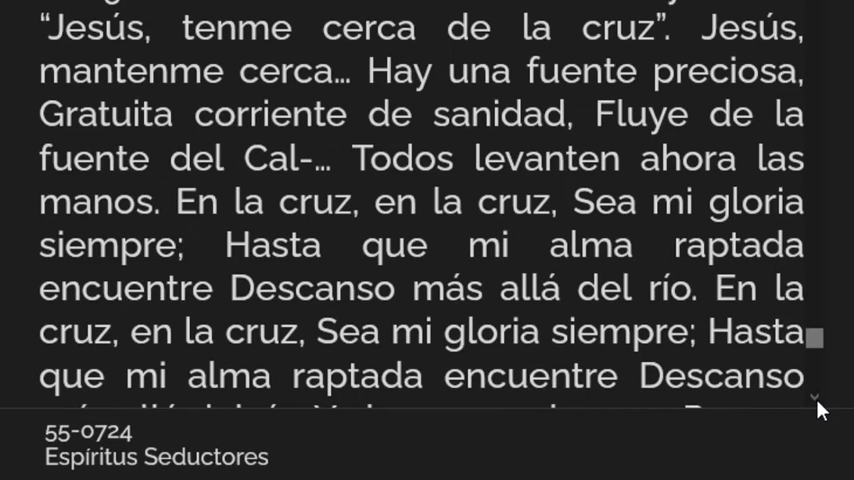 “Jesús, tenme cerca de la cruz”. Jesús,
mantenme cerca... Hay una fuente preciosa,
Gratuita corriente de sanidad, Fluye de la
fuente del Cal-... Todos levanten ahora las
manos. En la cruz, en la cruz, Sea mi gloria
siempre; Hasta que mi alma raptada
encuentre Descanso más allá del río. En la
cruz, en la cruz, Sea mi gloria siempre; Hasta
que mi alma raptada encuentre Descanso
55-0724
Espíritus Seductores